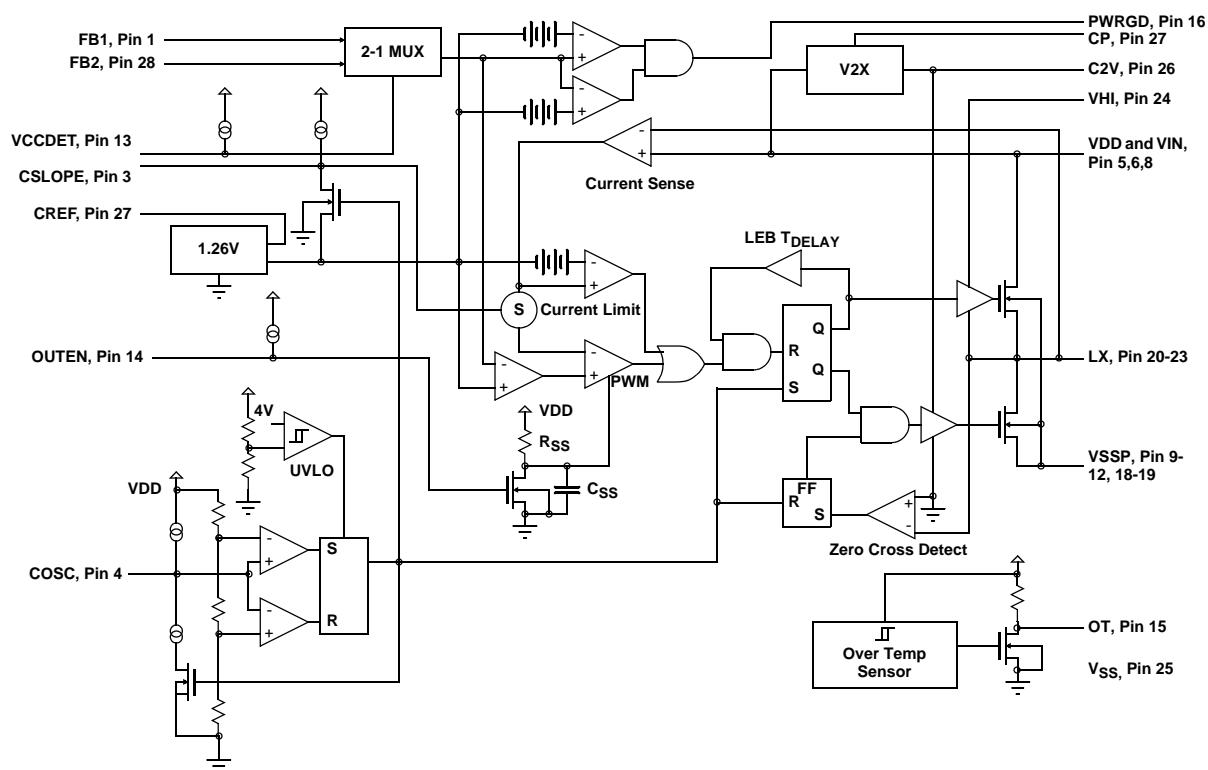 FB1, Pin 1
FB2, Pin 28
2-1 MUX
PWRGD, Pin 16
CP, Pin 27
V2X
C2V, Pin 26
VHI, Pin 24
VCCDET, Pin 13
VDD and VIN,
Pin 5,6,8
CSLOPE, Pin 3
Current Sense
CREF, Pin 27
1.26V
LEB TDELAY
S
Current Limit
OUTEN, Pin 14
PWM
R
Q
Q
S
LX, Pin 20-23
4V
UVLO
VDD
RSS
CSS
VSSP, Pin 9-
12, 18-19
VDD
FF
R
S
Zero Cross Detect
COSC, Pin 4
S
R
OT, Pin 15
Over Temp
Sensor
VSS, Pin 25
- + - + - + - + - + - + - + - + + -